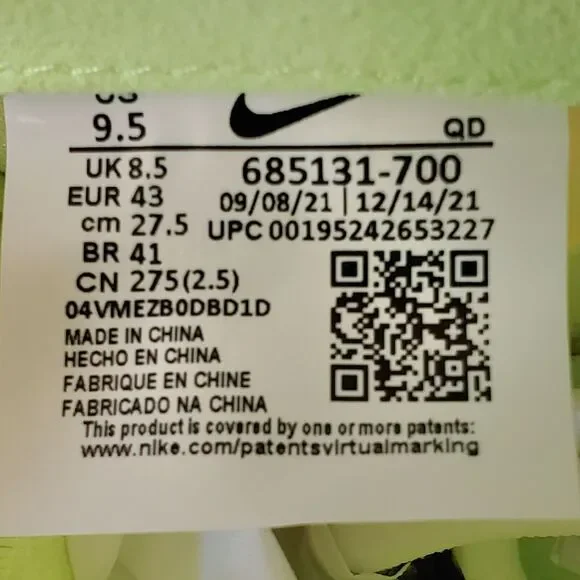 US
9.5
QD
UK 8.5
685131-700
EUR 43
09/08/21 | 12/14/21
cm 27.5
UPC 00195242653227
BR 41
CN 275(2.5)
04VMEZB0DBD1D
MADE IN CHINA
HECHO EN CHINA
FABRIQUE EN CHINE
FABRICADO NA CHINA
This product is covered by one or more patents:
www.nike.com/patentsvirtualmarking